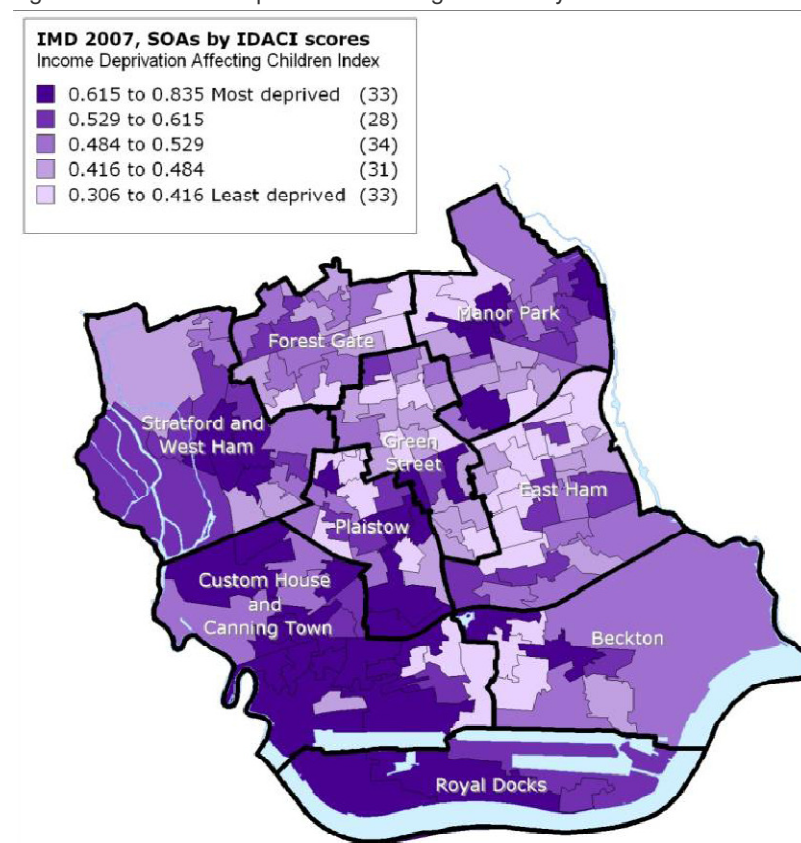 IMD 2007, SOAs by IDACI scores
Income Deprivation Affecting Children Index
0.615 to 0.835 Most deprived (33)
0.529 to 0.615 (28)
0.484 to 0.529 (34)
0.416 to 0.484 (31)
0.306 to 0.416 Least deprived (33)
Manor Park
Forest Gate
Stratford and
West Ham
Green
Street
East Ham
Plaistow
Custom House
and
Canning Town
Beckton
Royal Docks